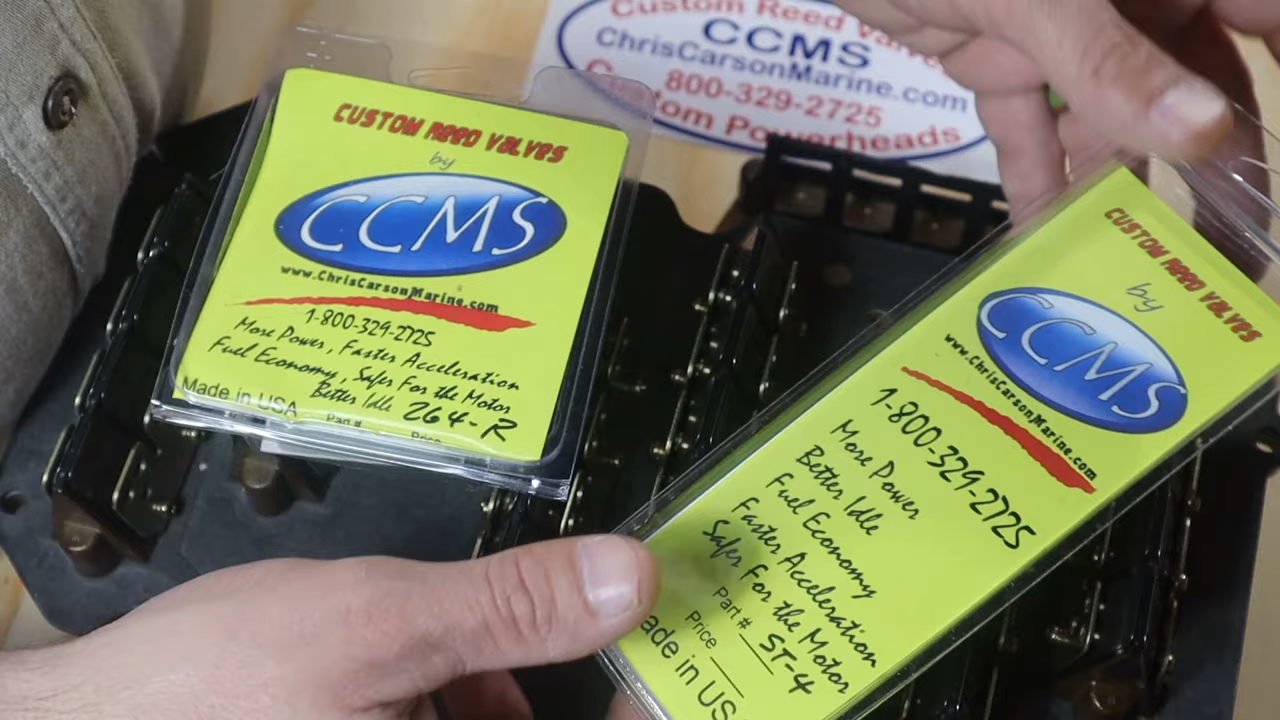 Custom Reed Valves
CCMS
ChrisCarsonMarine.com
800-329-2725
Custom Powerheads
CUSTOM REED VALVES
by
CCMS
www.ChrisCarsonMarine.com
1-800-329-2725
More Power, Faster Acceleration
Fuel Economy, Safer For the Motor
Better Idle 264-R
Made in USA
Part #
Price
CUSTOM REED VALVES
by
CCMS
www.ChrisCarsonMarine.com
1-800-329-2725
More Power
Better Idle
Fuel Economy
Faster Acceleration
Safer For the Motor
Part # ST-4
Price
Made in USA